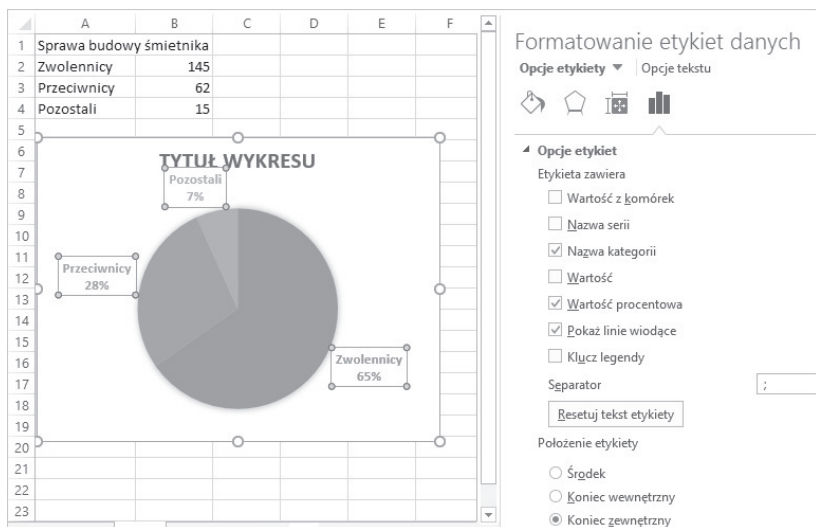 A B C D E F
1 Sprawa budowy śmietnika
2 Zwolennicy 145
3 Przeciwnicy 62
4 Pozostali 15
5
6
7
8
9
10
11
12
13
14
15
16
17
18
19
20
21
22
23
TYTUŁ WYKRESU
Pozostali
7%
Przeciwnicy
28%
Zwolennicy
65%
Formatowanie etykiet danych
Opcje etykiety Opcje tekstu
Opcje etykiet
Etykieta zawiera
Wartość z komórek
Nazwa serii
Nazwa kategorii
Wartość
Wartość procentowa
Pokaż linie wiodące
Klucz legendy
Separator ;
Resetuj tekst etykiety
Położenie etykiety
Środek
Koniec wewnętrzny
Koniec zewnętrzny